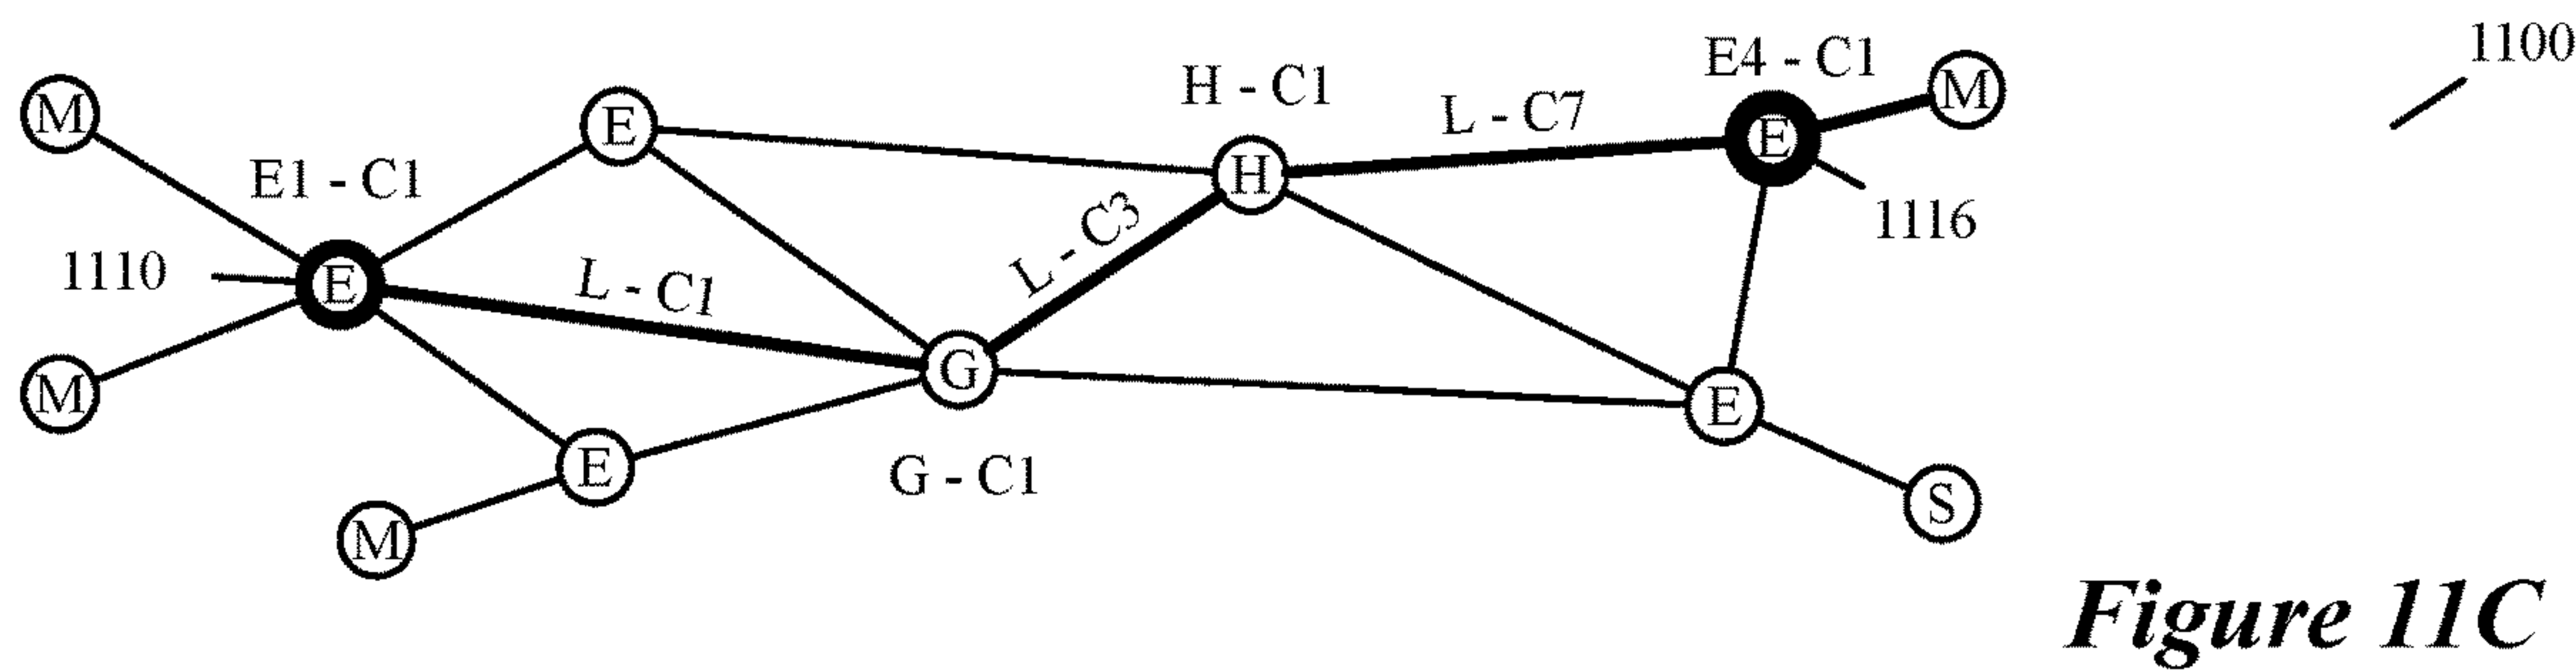 1100
E4 - C1
M
H - C1
L - C7
M
E
E
E1 - C1
H
1116
L - C3
1110
E
L - C1
G
M
E
E
G - C1
S
M
Figure 11C